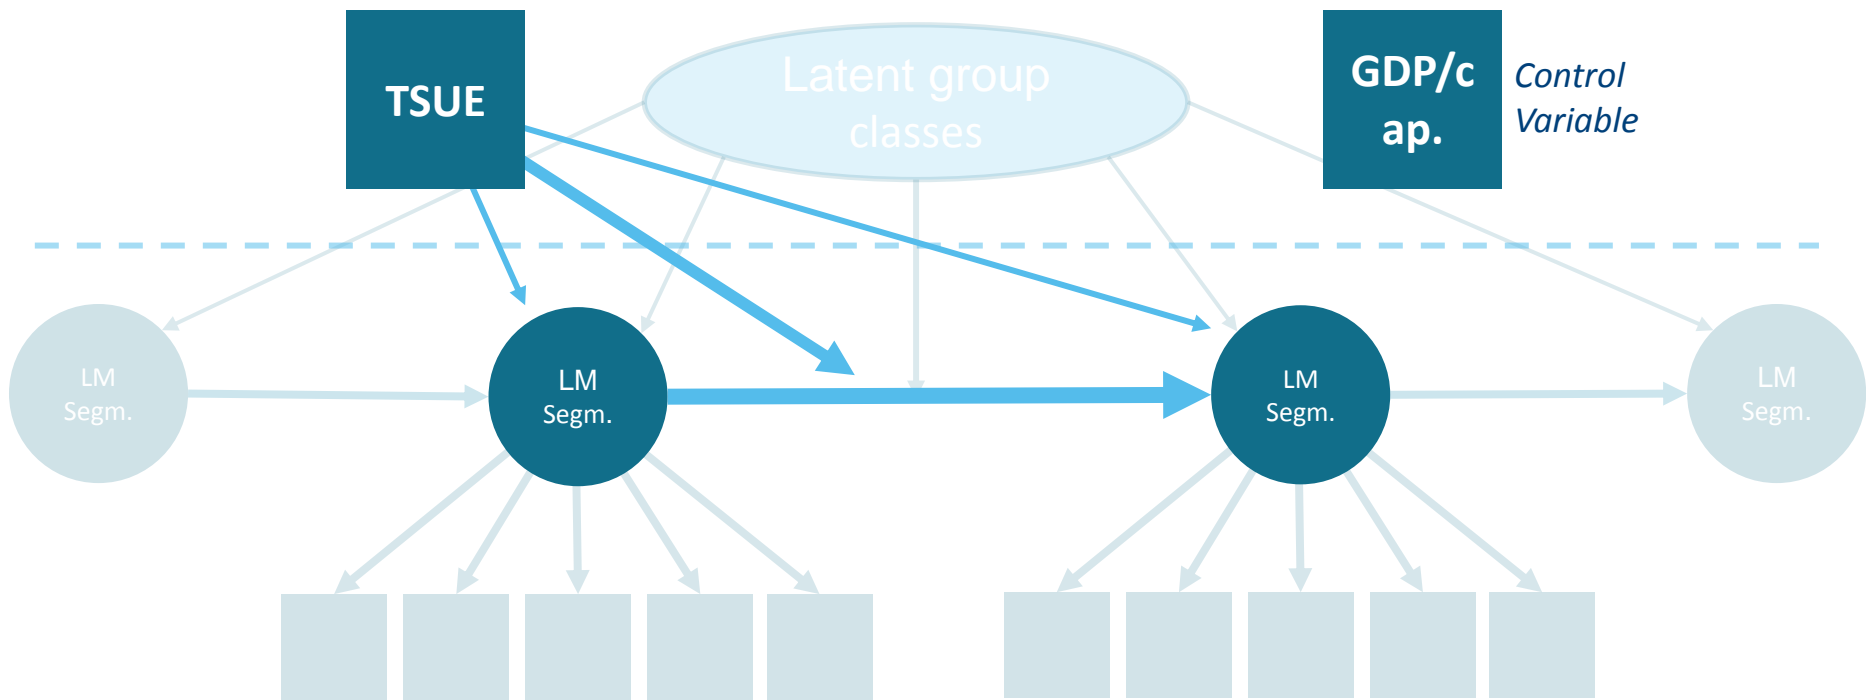 TSUE
Latent group
classes
GDP/c
ap.
Control
Variable
LM
Segm.
LM
Segm.
LM
Segm.
LM
Segm.